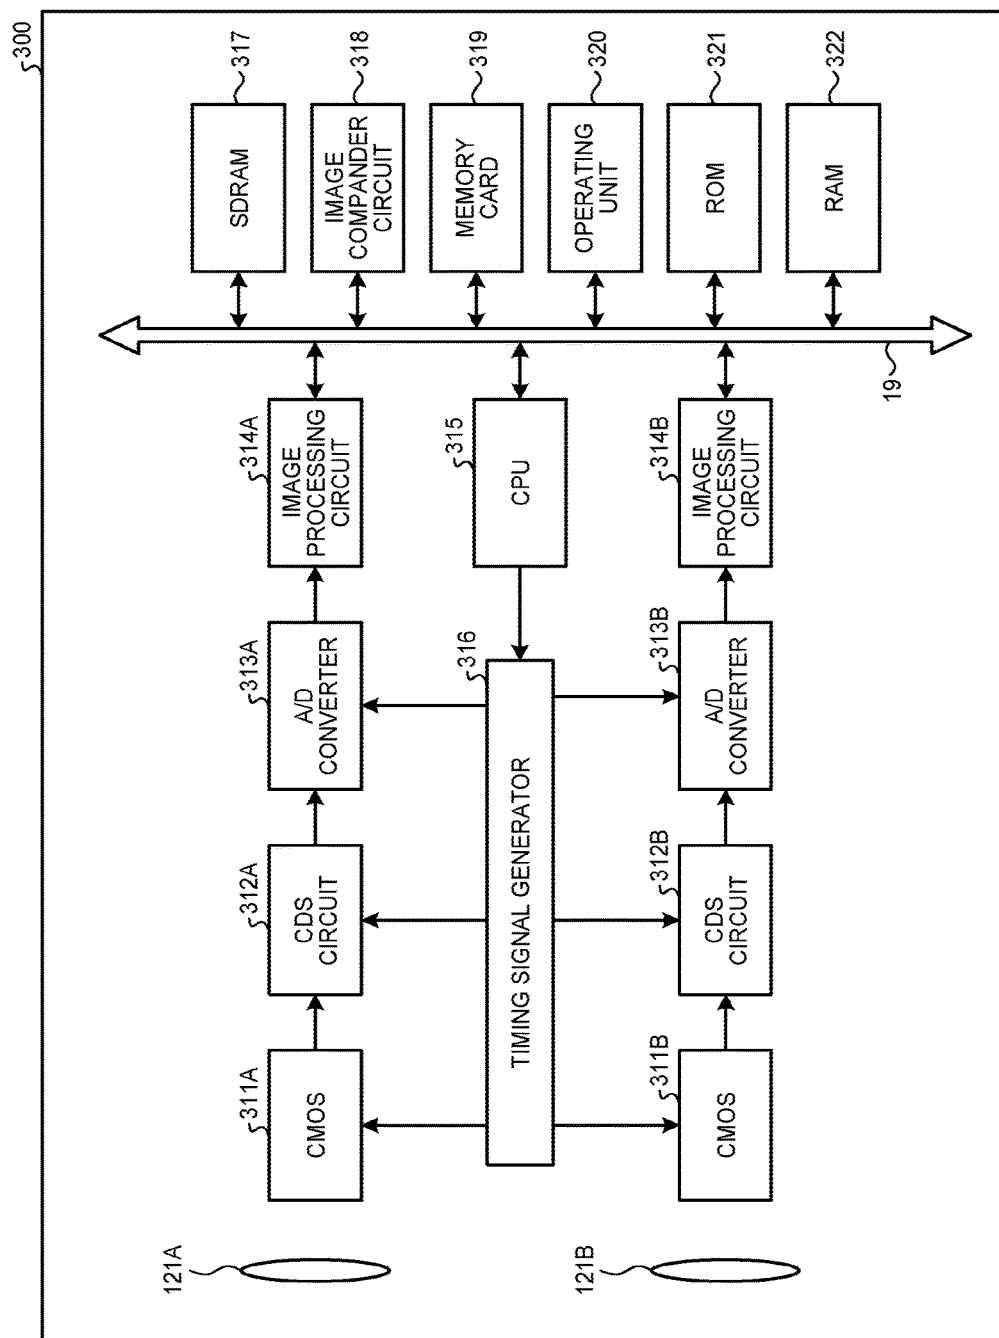 300
121A
311A
CMOS
312A
CDS
CIRCUIT
313A
A/D
CONVERTER
314A
IMAGE
PROCESSING
CIRCUIT
317
SDRAM
318
IMAGE
COMPANDER
CIRCUIT
316
TIMING SIGNAL GENERATOR
315
CPU
319
MEMORY
CARD
320
OPERATING
UNIT
121B
311B
CMOS
312B
CDS
CIRCUIT
313B
A/D
CONVERTER
314B
IMAGE
PROCESSING
CIRCUIT
321
ROM
322
RAM
19